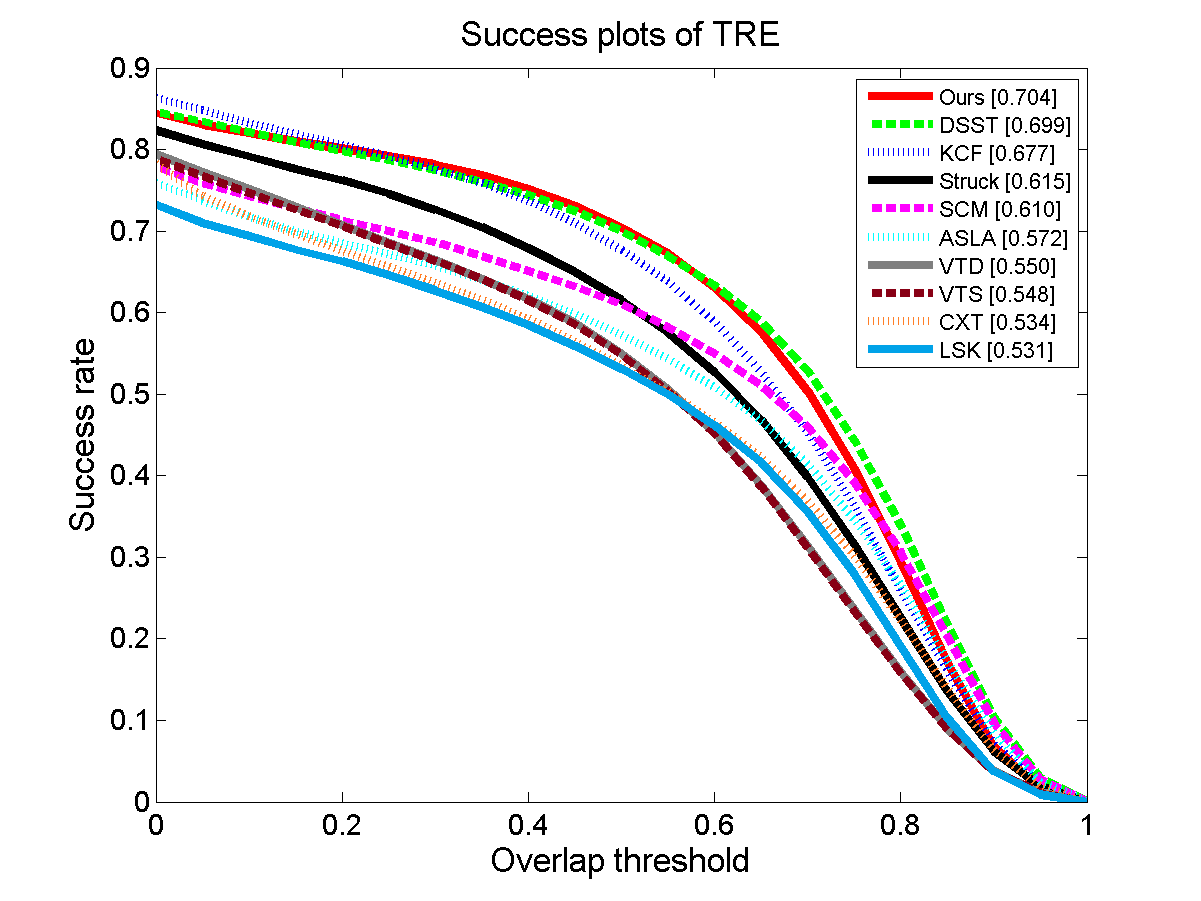 Success plots of TRE
0.9
0.8
0.7
0.6
0.5
0.4
0.3
0.2
0.1
0
Success rate
Ours [0.704]
DSST [0.699]
KCF [0.677]
Struck [0.615]
SCM [0.610]
ASLA [0.572]
VTD [0.550]
VTS [0.548]
CXT [0.534]
LSK [0.531]
0 0.2 0.4 0.6 0.8 1
Overlap threshold